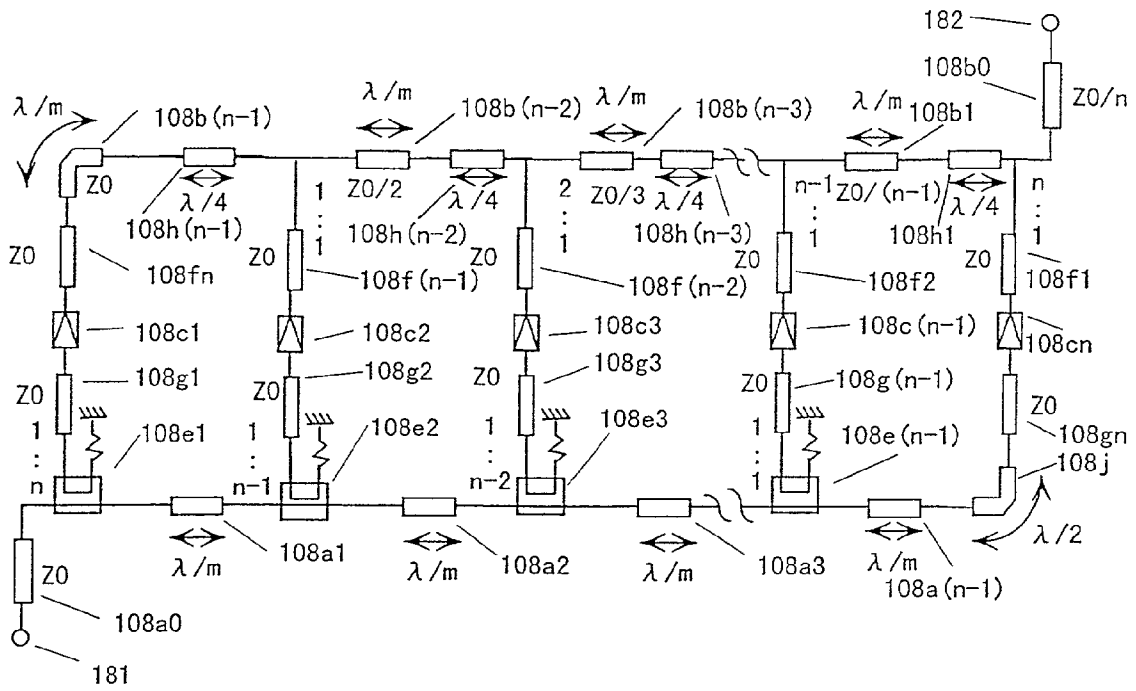 182
108b0
Z0/n
λ/m
108b(n-1)
λ/m
108b(n-2)
λ/m
108b(n-3)
λ/m
108b1
Z0
λ/4
108h(n-1)
1
:
1
Z0/2
λ/4
108h(n-2)
2
:
1
Z0/3
λ/4
108h(n-3)
n-1
:
1
Z0/(n-1)
λ/4
108h1
n
:
1
Z0
108fn
Z0
108f(n-1)
Z0
108f(n-2)
Z0
108f2
Z0
108f1
108c1
108c2
108c3
108c(n-1)
108cn
Z0
108g1
Z0
108g2
Z0
108g3
Z0
108g(n-1)
Z0
108gn
1
:
n
108e1
1
:
n-1
108e2
1
:
n-2
108e3
1
:
1
108e(n-1)
108j
λ/m
108a1
λ/m
108a2
λ/m
108a3
λ/m
108a(n-1)
λ/2
Z0
108a0
181